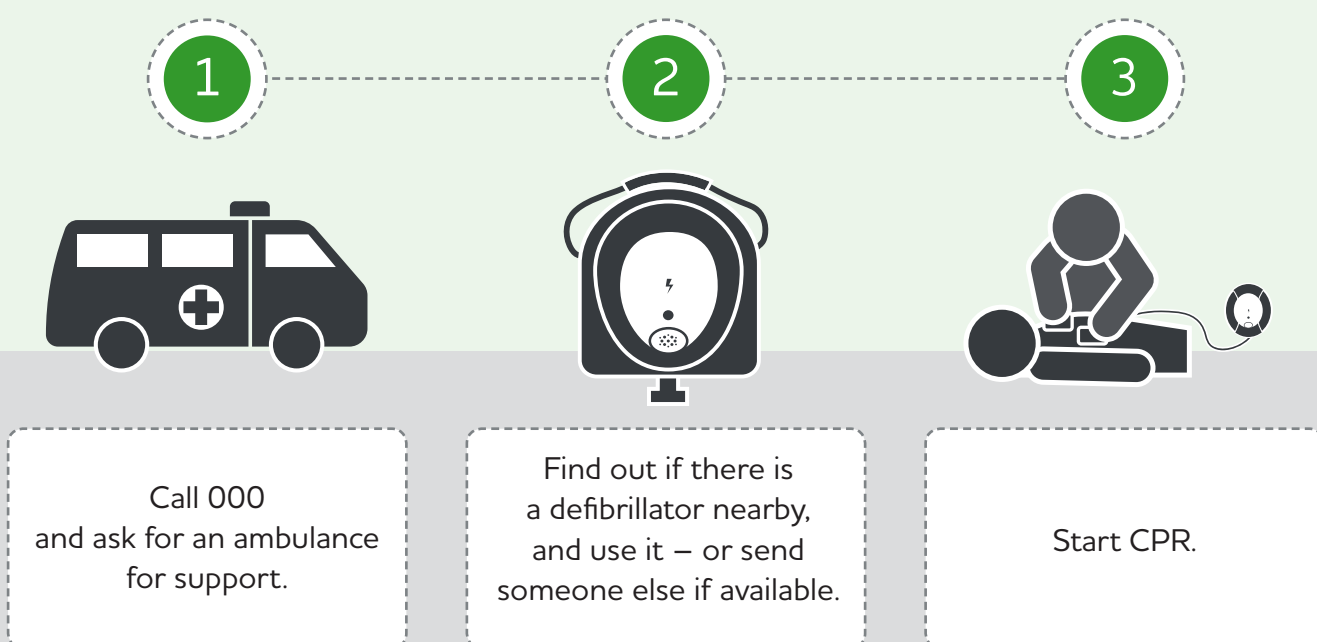 1
2
3
Call 000
and ask for an ambulance
for support.
Find out if there is
a defibrillator nearby,
and use it – or send
someone else if available.
Start CPR.